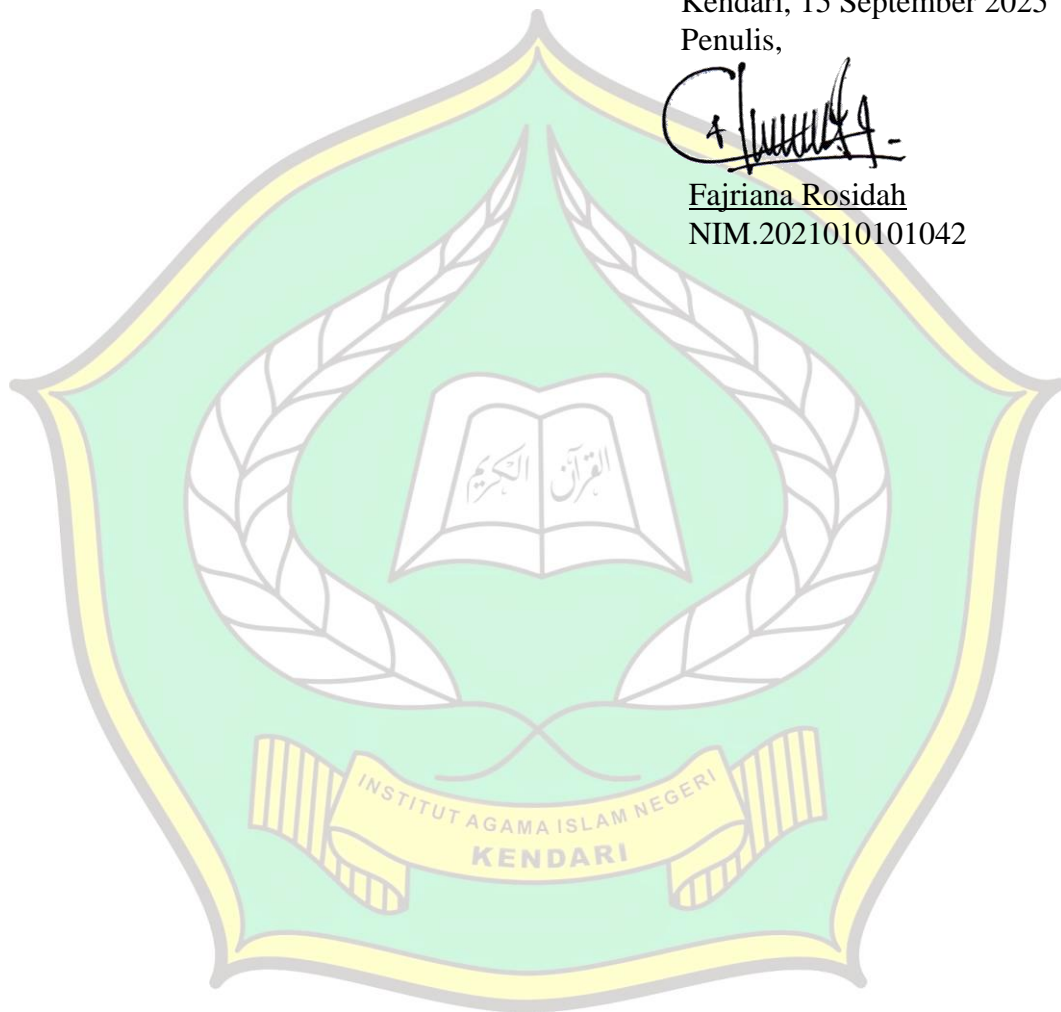 Kendari, 15 September 2025
Penulis,
Fajriana Rosidah
NIM.2021010101042
القرآن الكريم
INSTITUT AGAMA ISLAM NEGERI
KENDARI